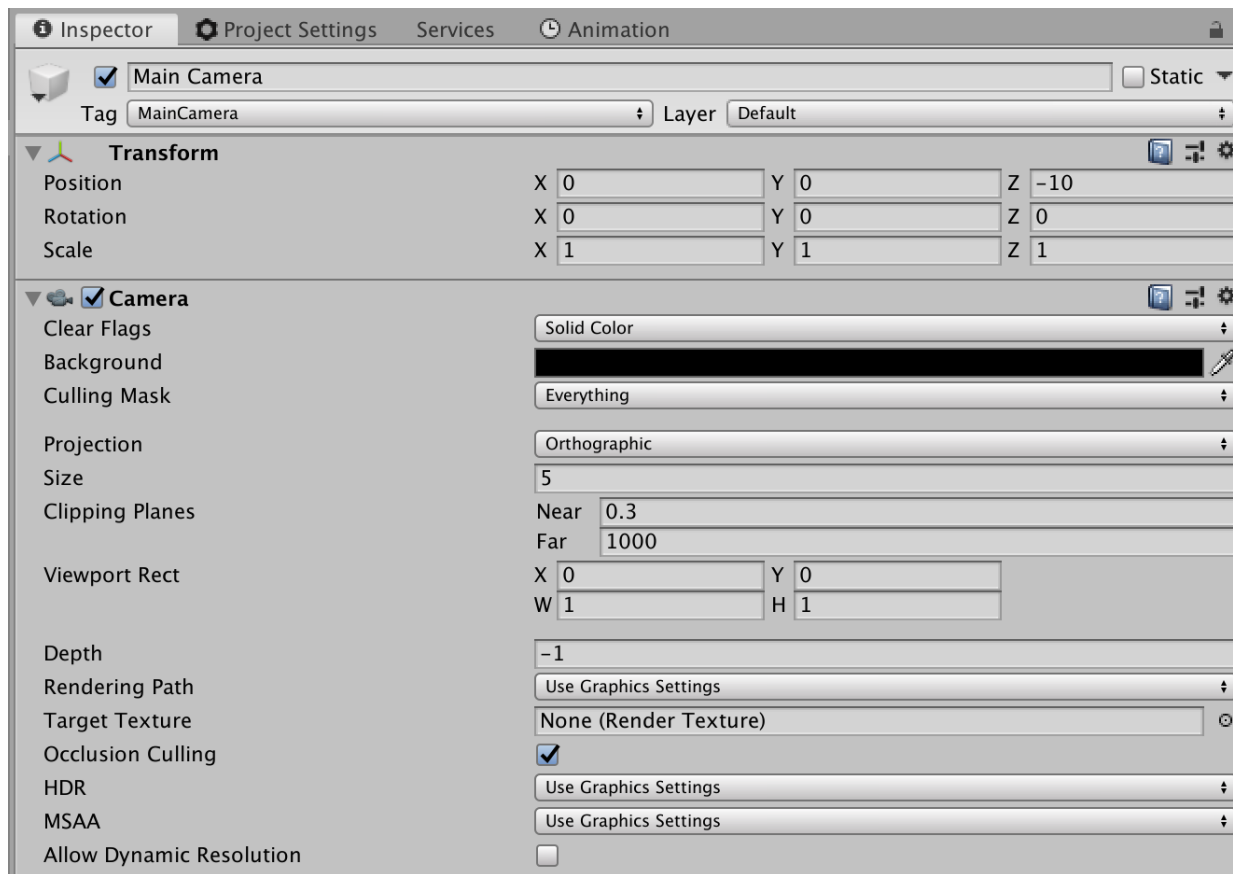 Inspector Project Settings Services Animation
Main Camera Static
Tag MainCamera Layer Default
Transform
Position X 0 Y 0 Z -10
Rotation X 0 Y 0 Z 0
Scale X 1 Y 1 Z 1
Camera
Clear Flags Solid Color
Background
Culling Mask Everything
Projection Orthographic
Size 5
Clipping Planes Near 0.3
Far 1000
Viewport Rect X 0 Y 0
W 1 H 1
Depth -1
Rendering Path Use Graphics Settings
Target Texture None (Render Texture)
Occlusion Culling
HDR Use Graphics Settings
MSAA Use Graphics Settings
Allow Dynamic Resolution